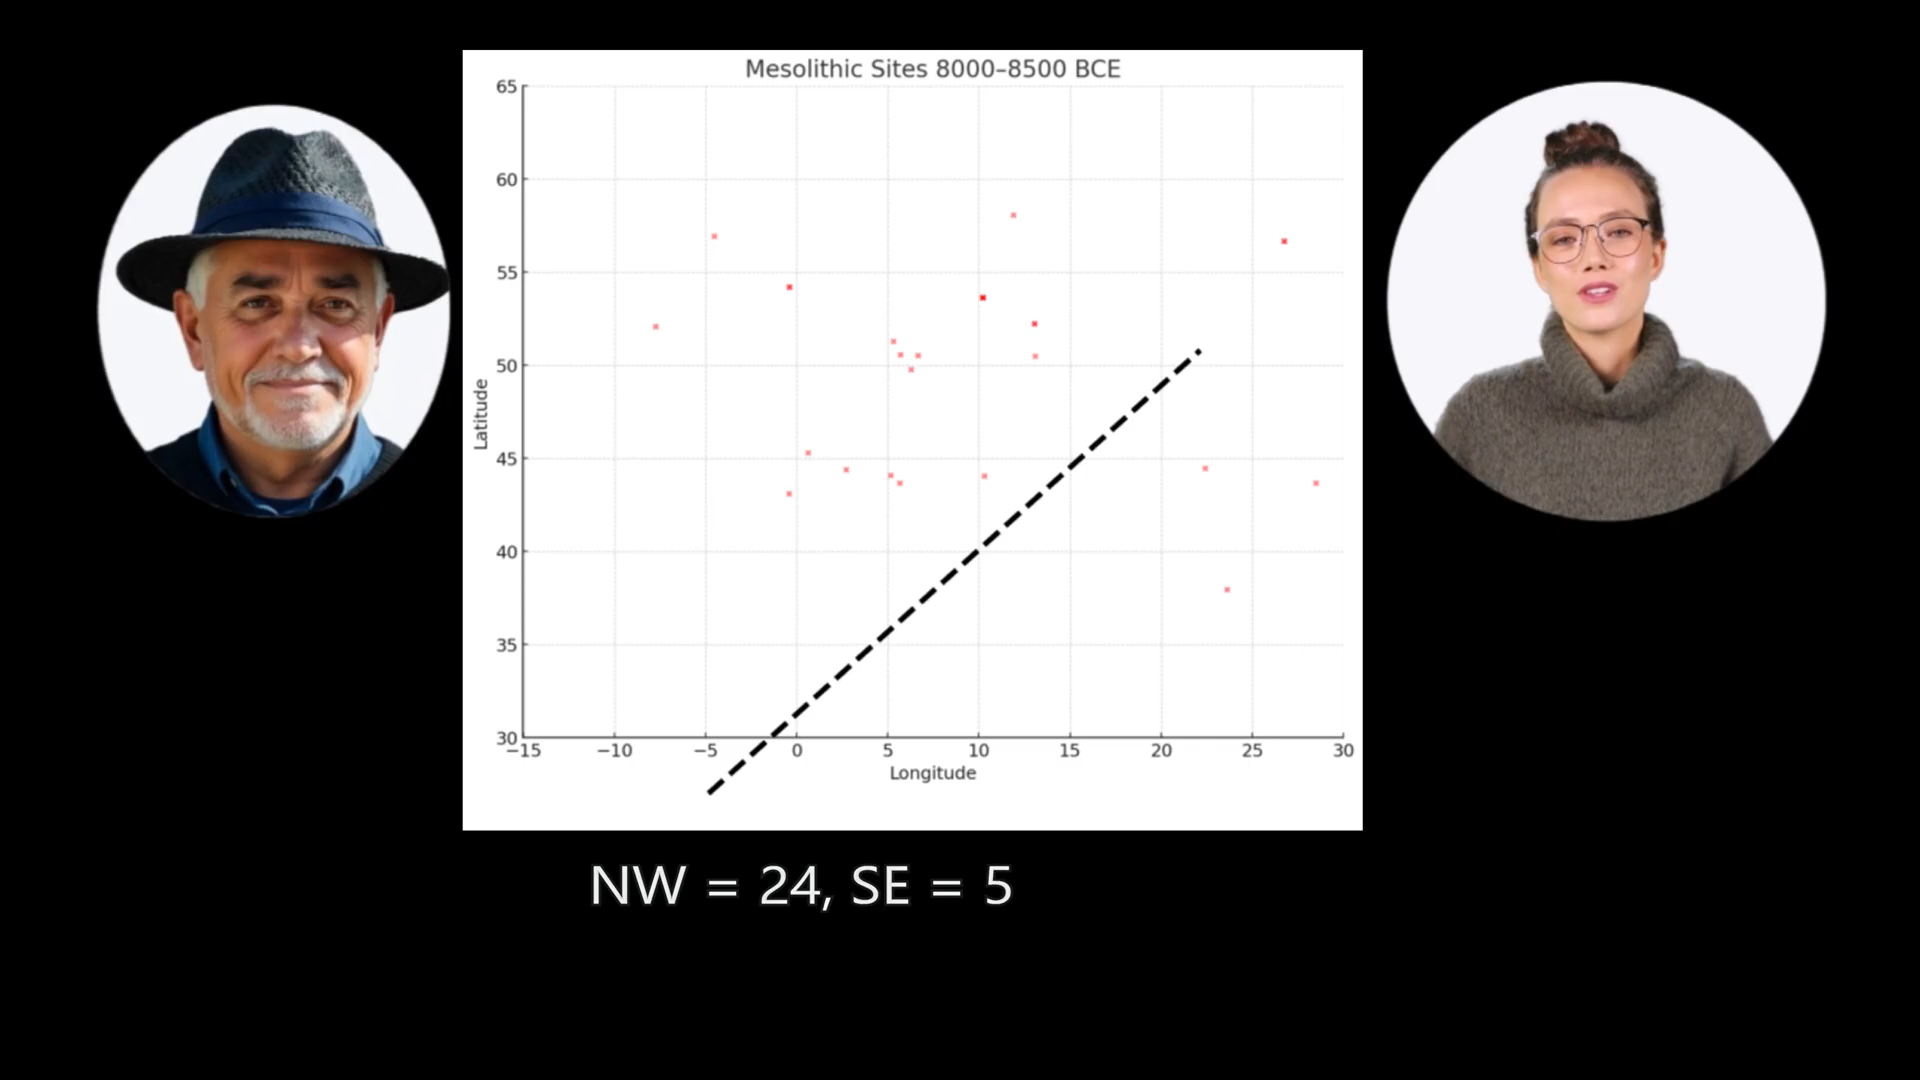 Mesolithic Sites 8000–8500 BCE
65
60
55
50
45
40
35
30
Latitude
−15 −10 −5 0 5 10 15 20 25 30
Longitude
NW = 24, SE = 5